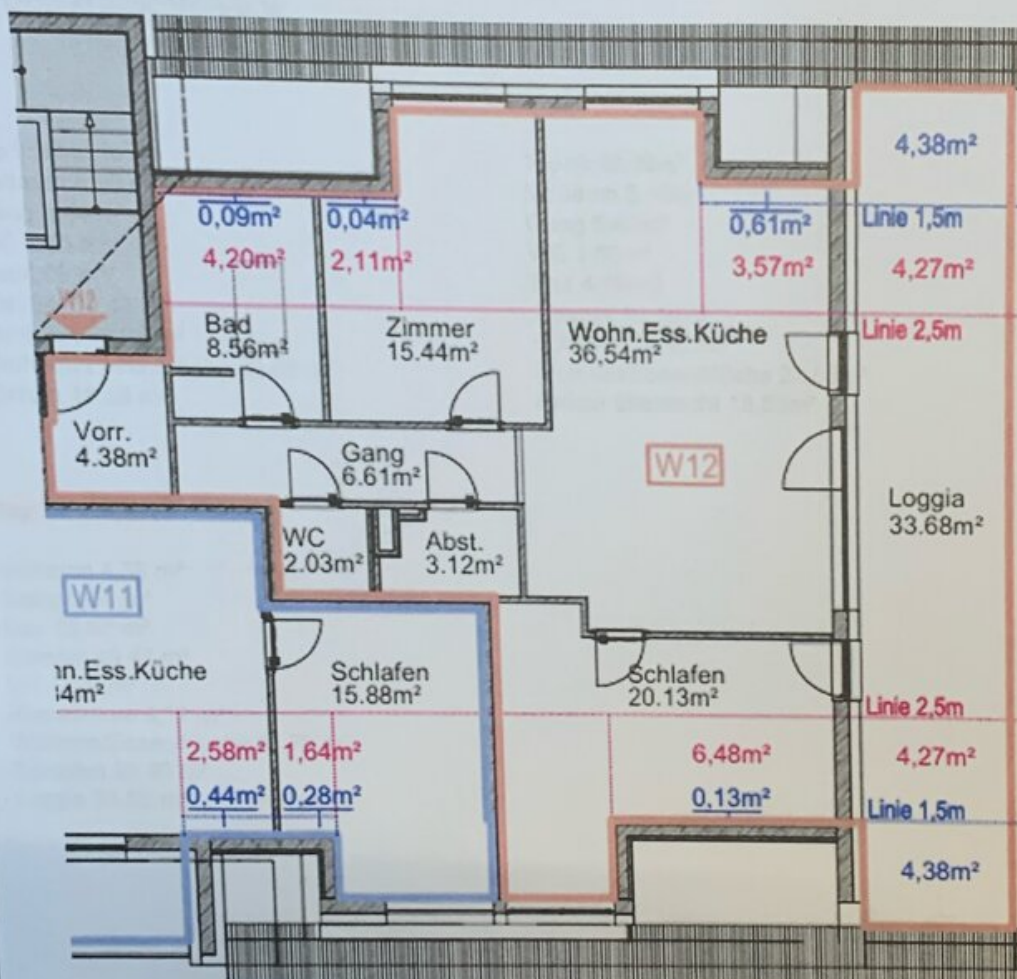 4,38m²
0,09m²
0,04m²
0,61m²
Linie 1,5m
4,20m²
2,11m²
3,57m²
4,27m²
W12
Linie 2,5m
Bad
8.56m²
Zimmer
15.44m²
Wohn.Ess.Küche
36,54m²
Vorr.
4.38m²
Gang
6.61m²
W12
Loggia
33.68m²
WC
2.03m²
Abst.
3.12m²
W11
n.Ess.Küche
4m²
Schlafen
15.88m²
Schlafen
20.13m²
Linie 2,5m
2,58m²
1,64m²
6,48m²
4,27m²
0,44m²
0,28m²
0,13m²
Linie 1,5m
4,38m²